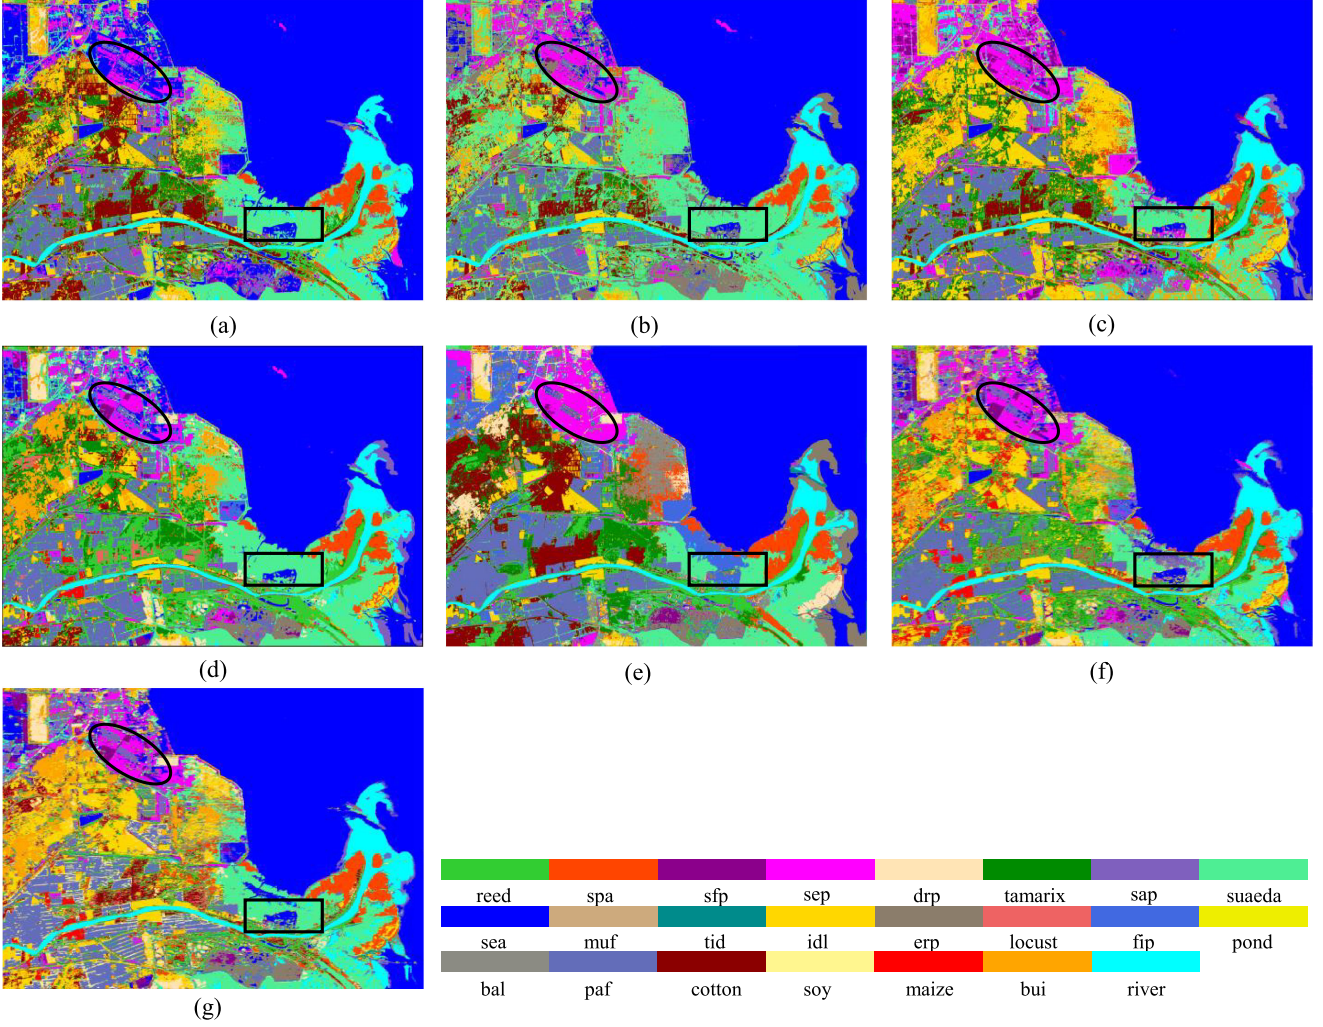 (a) (b) (c)
(d) (e) (f)
(g)
reed spa sfp sep drp tamarix sap suaeda
sea muf tid idl erp locust fip pond
bal paf cotton soy maize bui river